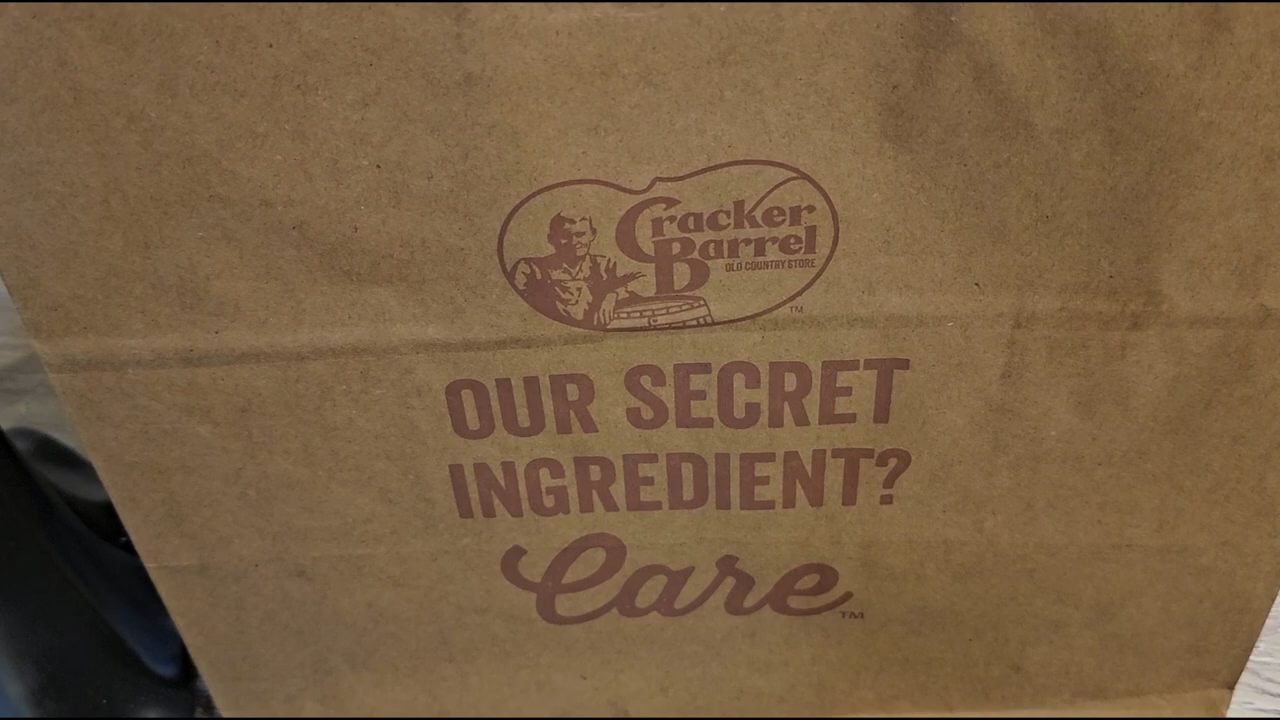 Cracker
Barrel
OLD COUNTRY STORE
TM
OUR SECRET
INGREDIENT?
Care
TM